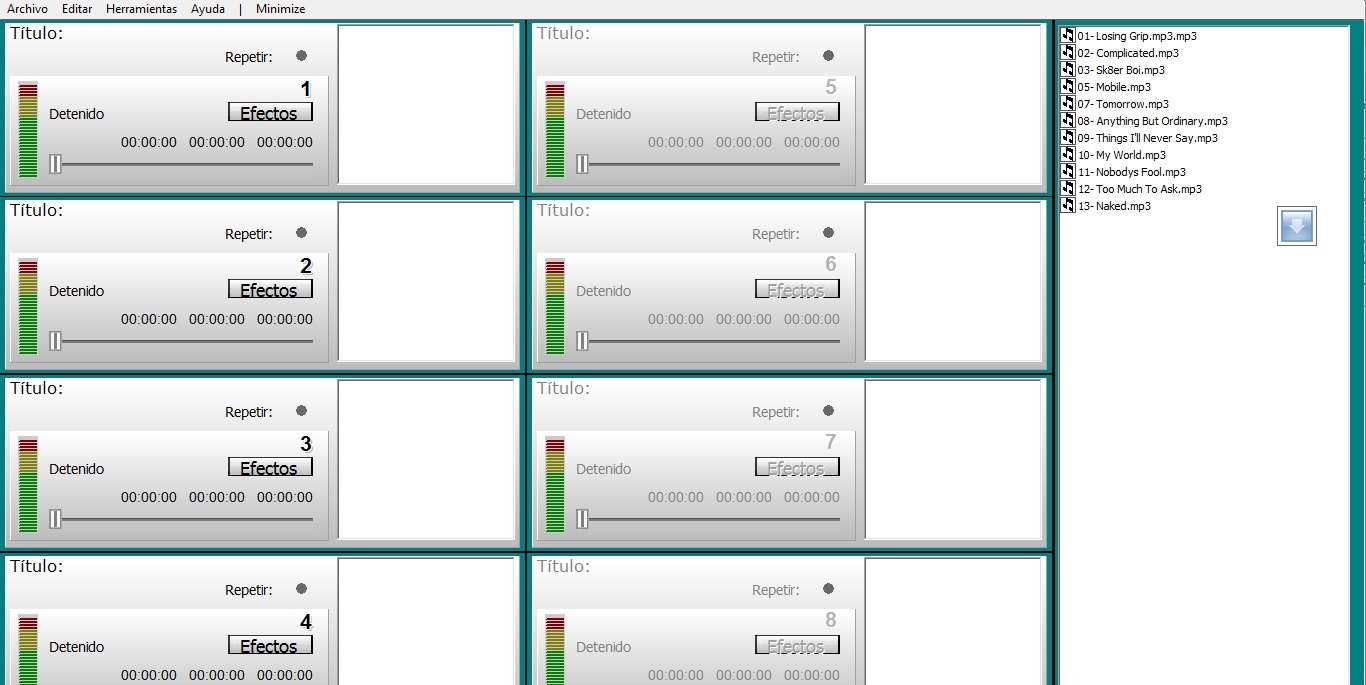 Archivo Editar Herramientas Ayuda | Minimize
Título:
Repetir:
1
Detenido Efectos
00:00:00 00:00:00 00:00:00
Título:
Repetir:
2
Detenido Efectos
00:00:00 00:00:00 00:00:00
Título:
Repetir:
3
Detenido Efectos
00:00:00 00:00:00 00:00:00
Título:
Repetir:
4
Detenido Efectos
00:00:00 00:00:00 00:00:00
Título:
Repetir:
5
Detenido Efectos
00:00:00 00:00:00 00:00:00
Título:
Repetir:
6
Detenido Efectos
00:00:00 00:00:00 00:00:00
Título:
Repetir:
7
Detenido Efectos
00:00:00 00:00:00 00:00:00
Título:
Repetir:
8
Detenido Efectos
00:00:00 00:00:00 00:00:00
01- Losing Grip.mp3.mp3
02- Complicated.mp3
03- Sk8er Boi.mp3
05- Mobile.mp3
07- Tomorrow.mp3
08- Anything But Ordinary.mp3
09- Things I'll Never Say.mp3
10- My World.mp3
11- Nobodys Fool.mp3
12- Too Much To Ask.mp3
13- Naked.mp3